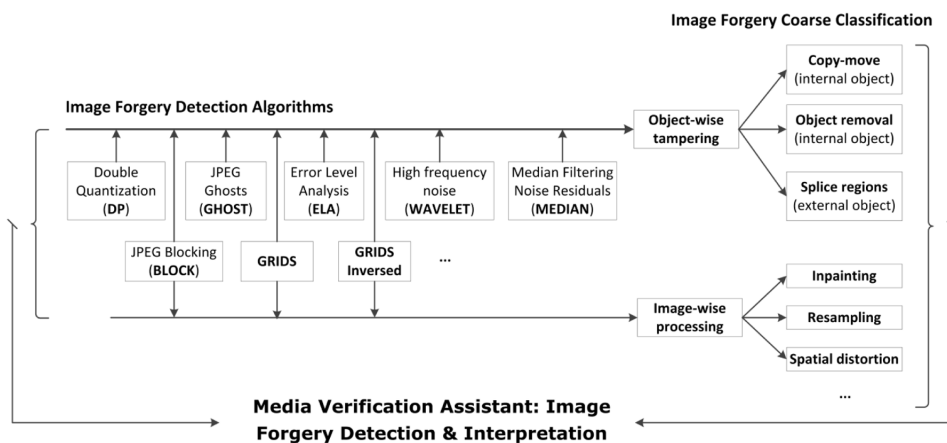 Image Forgery Coarse Classification
Copy-move
(internal object)
Image Forgery Detection Algorithms
Object-wise
tampering
Object removal
(internal object)
Double
Quantization
(DP)
JPEG
Ghosts
(GHOST)
Error Level
Analysis
(ELA)
High frequency
noise
(WAVELET)
Median Filtering
Noise Residuals
(MEDIAN)
Splice regions
(external object)
JPEG Blocking
(BLOCK)
GRIDS
GRIDS
Inversed
...
Inpainting
Image-wise
processing
Resampling
Spatial distortion
...
Media Verification Assistant: Image
Forgery Detection & Interpretation